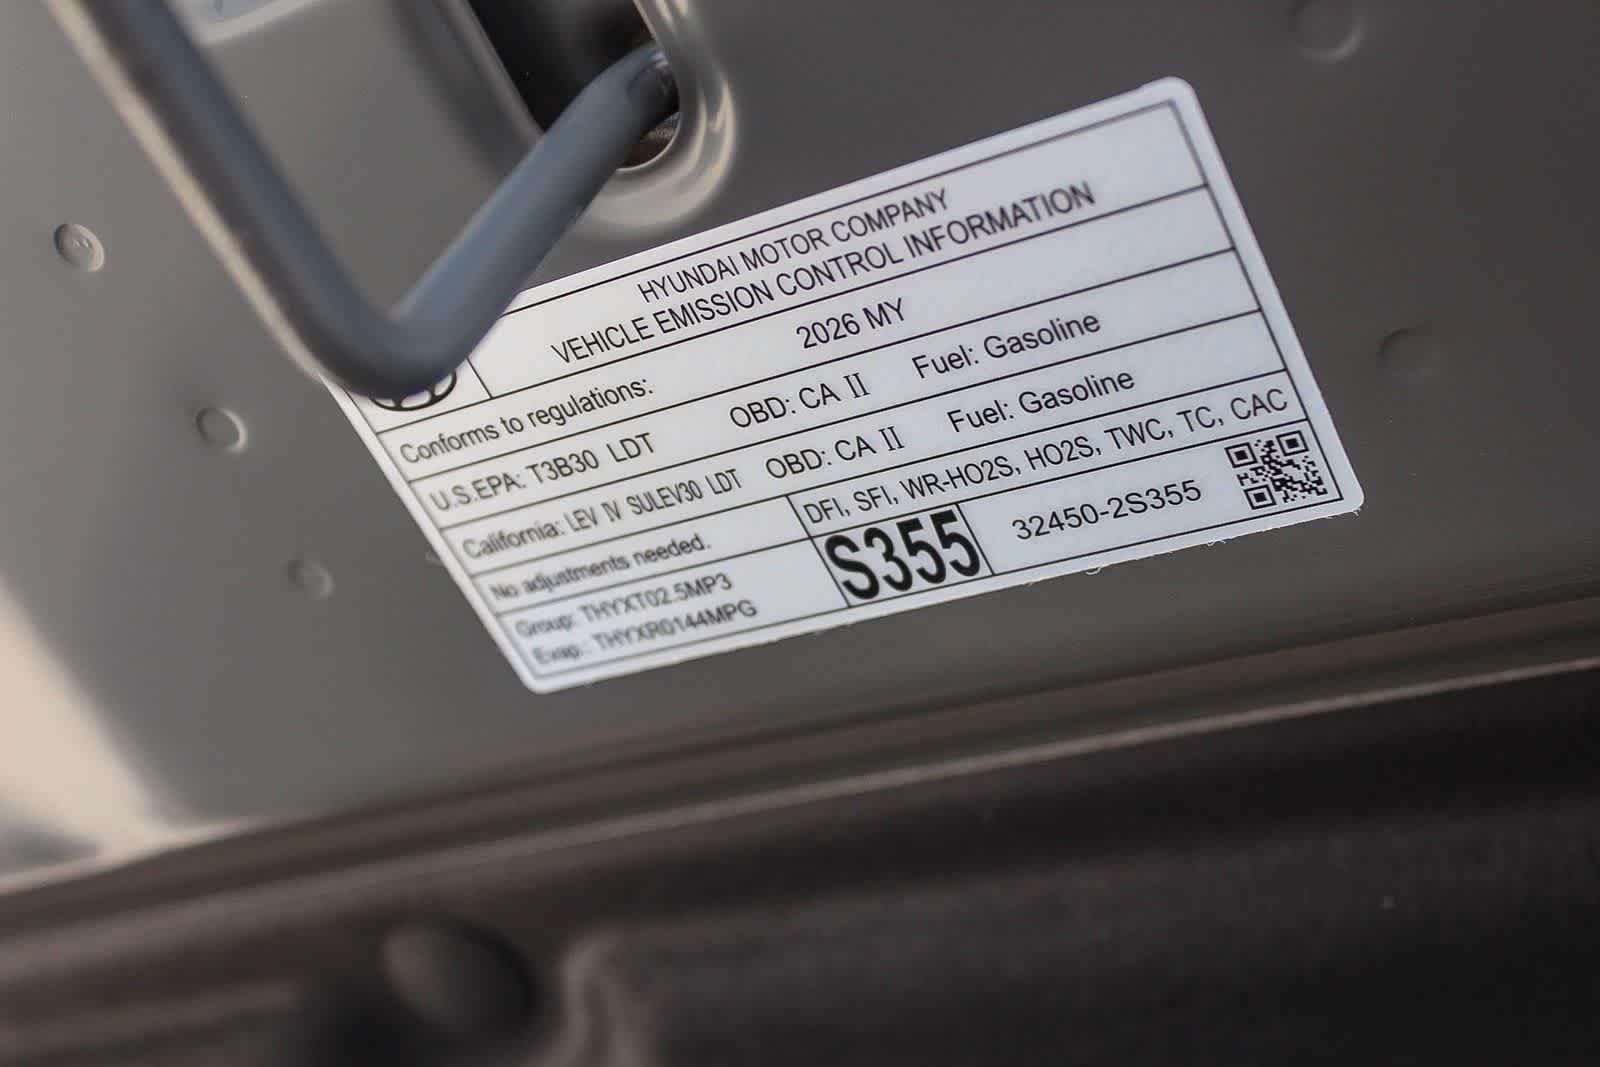 HYUNDAI MOTOR COMPANY
VEHICLE EMISSION CONTROL INFORMATION
Conforms to regulations: 2026 MY
U.S.EPA: T3B30 LDT OBD: CA II Fuel: Gasoline
California: LEV IV SULEV30 LDT OBD: CA II Fuel: Gasoline
No adjustments needed. DFI, SFI, WR-HO2S, HO2S, TWC, TC, CAC
Group: THYXT02.5MP3
Evap.: THYXR0144MPG
S355
32450-2S355